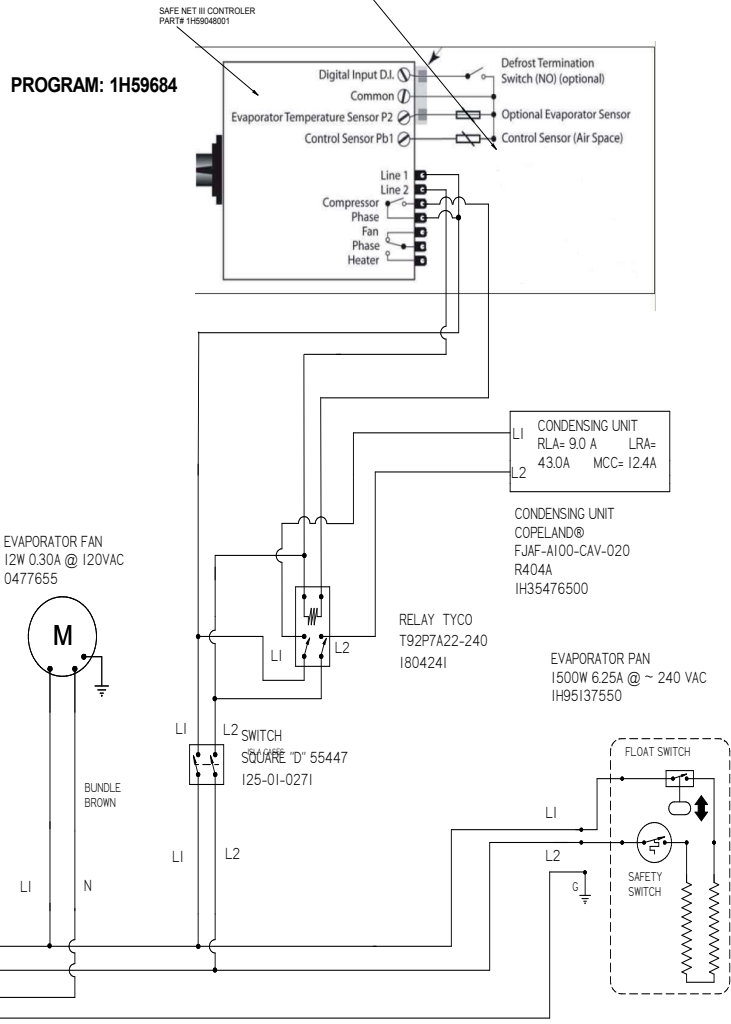 SAFE NET III CONTROLER
PART# 1H59048001
PROGRAM: 1H59684
Digital Input D.I.
Common
Evaporator Temperature Sensor P2
Control Sensor Pb1
Defrost Termination
Switch (NO) (optional)
Optional Evaporator Sensor
Control Sensor (Air Space)
Line 1
Line 2
Compressor
Phase
Fan
Phase
Heater
L1
L2
CONDENSING UNIT
RLA= 9.0 A LRA=
43.0A MCC= 12.4A
CONDENSING UNIT
COPELAND®
FJAF-A100-CAV-020
R404A
1H35476500
EVAPORATOR FAN
12W 0.30A @ 120VAC
0477655
M
L1
L2
RELAY TYCO
T92P7A22-240
1804241
EVAPORATOR PAN
1500W 6.25A @ ~ 240 VAC
1H95137550
L1
L2
SWITCH
SQUARE "D" 55447
125-01-0271
FLOAT SWITCH
BUNDLE
BROWN
L1
L2
L1
L2
SAFETY
SWITCH
L1
N
G